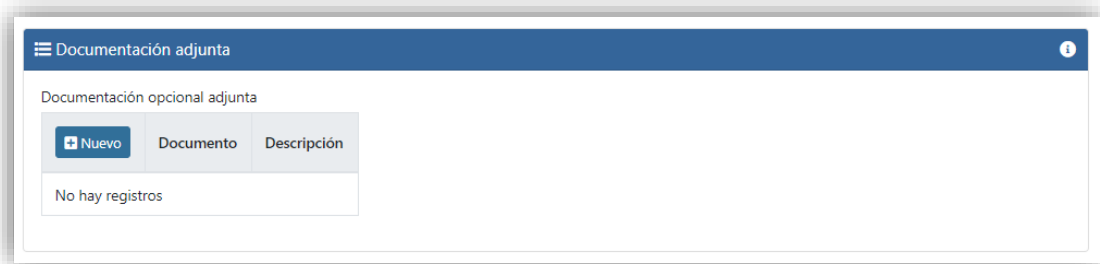 Documentación adjunta
Documentación opcional adjunta
Nuevo Documento Descripción
No hay registros